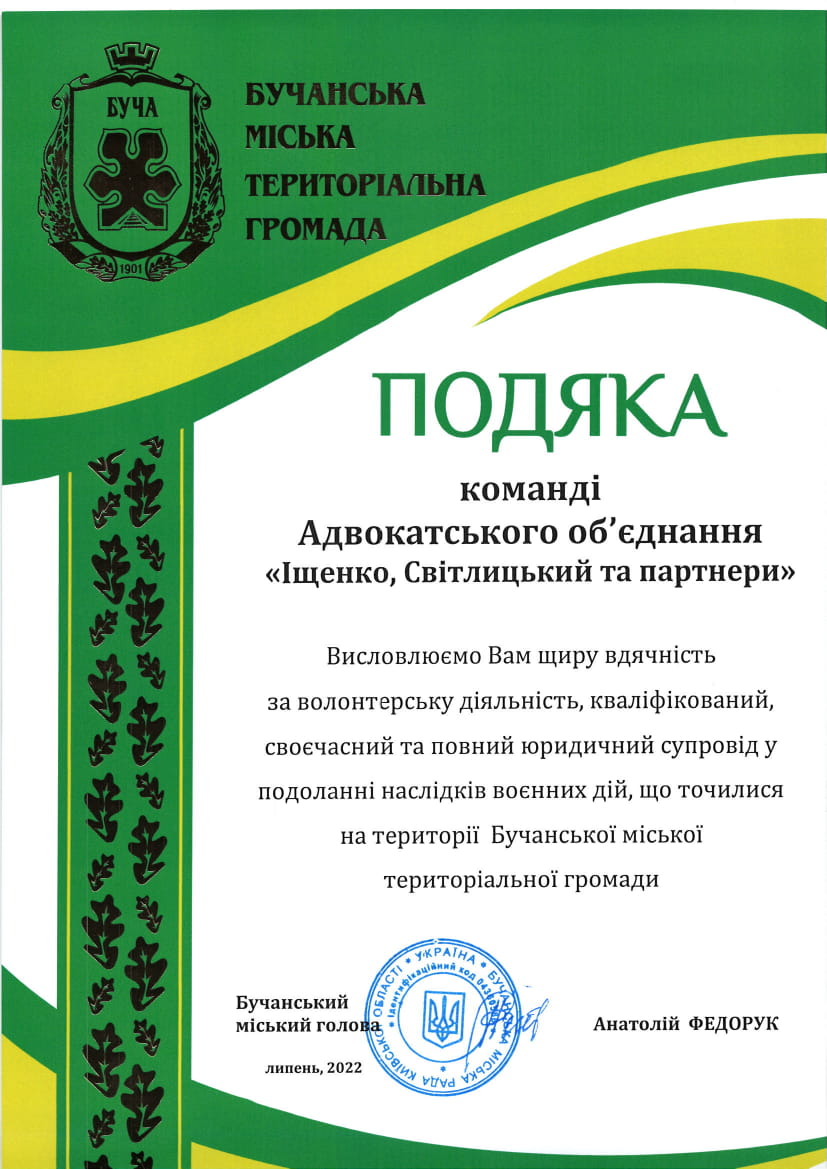 БУЧА
1901
БУЧАНСЬКА
МІСЬКА
ТЕРИТОРІАЛЬНА
ГРОМАДА
ПОДЯКА
команді
Адвокатського об’єднання
«Іщенко, Світлицький та партнери»
Висловлюємо Вам щиру вдячність
за волонтерську діяльність, кваліфікований,
своєчасний та повний юридичний супровід у
подоланні наслідків воєнних дій, що точилися
на території Бучанської міської
територіальної громади
Бучанський
міський голова
Анатолій ФЕДОРУК
липень, 2022
* УКРАЇНА * БУЧАНСЬКА МІСЬКА РАДА КИЇВСЬКОЇ ОБЛАСТІ
* Ідентифікаційний код